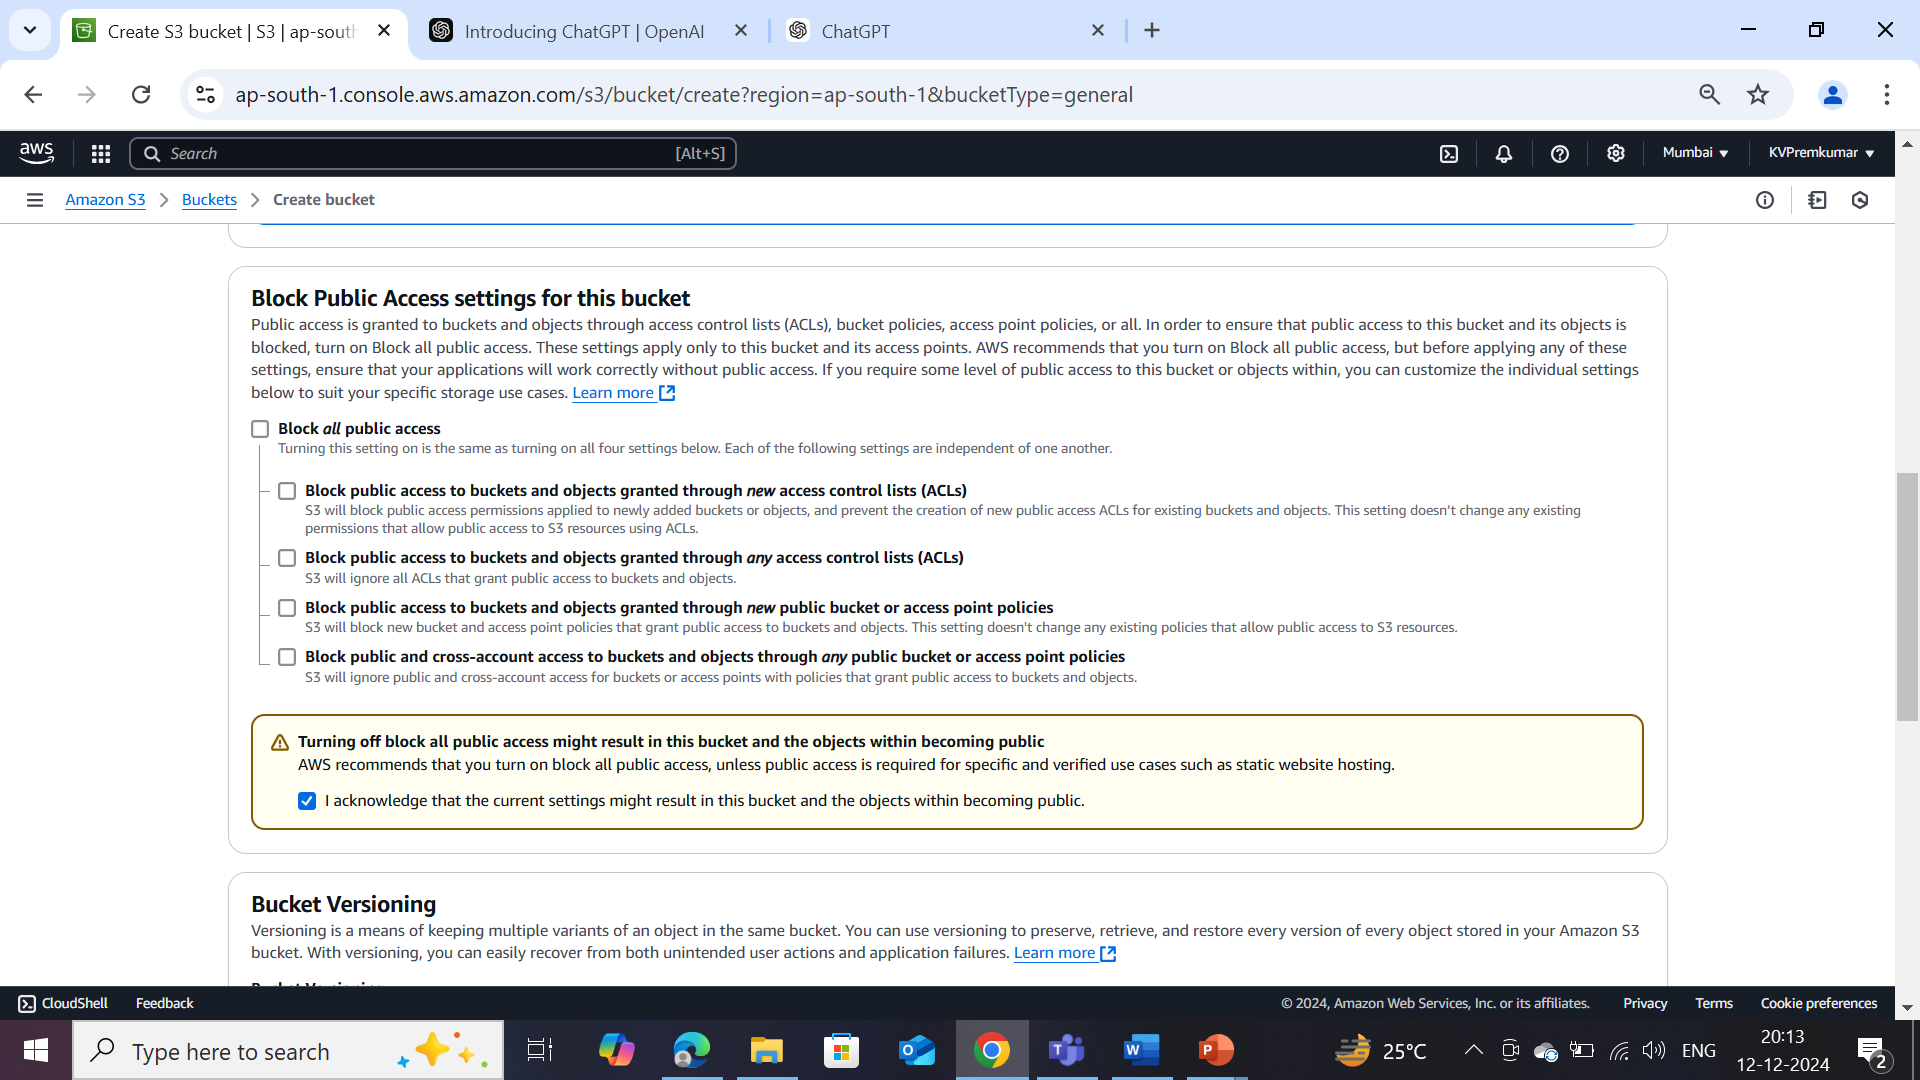 Create S3 bucket | S3 | ap-south
Introducing ChatGPT | OpenAI
ChatGPT
ap-south-1.console.aws.amazon.com/s3/bucket/create?region=ap-south-1&bucketType=general
aws
Search
[Alt+S]
Mumbai
KVPremkumar
Amazon S3
Buckets
Create bucket
Block Public Access settings for this bucket
Public access is granted to buckets and objects through access control lists (ACLs), bucket policies, access point policies, or all. In order to ensure that public access to this bucket and its objects is
blocked, turn on Block all public access. These settings apply only to this bucket and its access points. AWS recommends that you turn on Block all public access, but before applying any of these
settings, ensure that your applications will work correctly without public access. If you require some level of public access to this bucket or objects within, you can customize the individual settings
below to suit your specific storage use cases. Learn more
Block all public access
Turning this setting on is the same as turning on all four settings below. Each of the following settings are independent of one another.
Block public access to buckets and objects granted through new access control lists (ACLs)
S3 will block public access permissions applied to newly added buckets or objects, and prevent the creation of new public access ACLs for existing buckets and objects. This setting doesn't change any existing
permissions that allow public access to S3 resources using ACLs.
Block public access to buckets and objects granted through any access control lists (ACLs)
S3 will ignore all ACLs that grant public access to buckets and objects.
Block public access to buckets and objects granted through new public bucket or access point policies
S3 will block new bucket and access point policies that grant public access to buckets and objects. This setting doesn't change any existing policies that allow public access to S3 resources.
Block public and cross-account access to buckets and objects through any public bucket or access point policies
S3 will ignore public and cross-account access for buckets or access points with policies that grant public access to buckets and objects.
Turning off block all public access might result in this bucket and the objects within becoming public
AWS recommends that you turn on block all public access, unless public access is required for specific and verified use cases such as static website hosting.
I acknowledge that the current settings might result in this bucket and the objects within becoming public.
Bucket Versioning
Versioning is a means of keeping multiple variants of an object in the same bucket. You can use versioning to preserve, retrieve, and restore every version of every object stored in your Amazon S3
bucket. With versioning, you can easily recover from both unintended user actions and application failures. Learn more
Bucket Versioning
CloudShell
Feedback
© 2024, Amazon Web Services, Inc. or its affiliates.
Privacy
Terms
Cookie preferences
Type here to search
25°C
ENG
20:13
12-12-2024
2